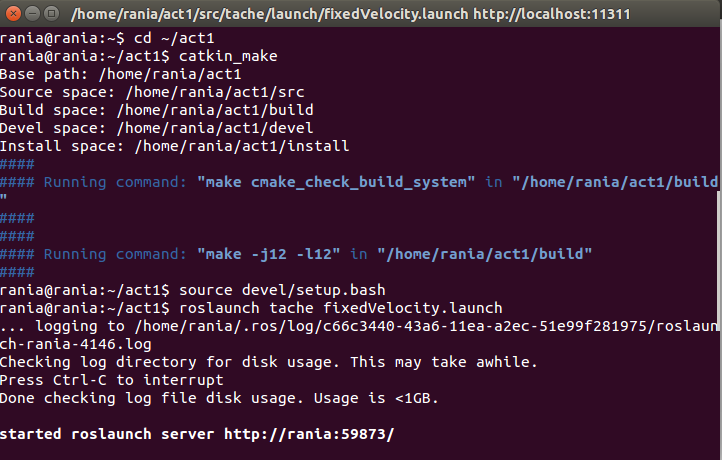 /home/rania/act1/src/tache/launch/fixedVelocity.launch http://localhost:11311
rania@rania:~$ cd ~/act1
rania@rania:~/act1$ catkin_make
Base path: /home/rania/act1
Source space: /home/rania/act1/src
Build space: /home/rania/act1/build
Devel space: /home/rania/act1/devel
Install space: /home/rania/act1/install
####
#### Running command: "make cmake_check_build_system" in "/home/rania/act1/build
"
####
####
#### Running command: "make -j12 -l12" in "/home/rania/act1/build"
####
rania@rania:~/act1$ source devel/setup.bash
rania@rania:~/act1$ roslaunch tache fixedVelocity.launch
... logging to /home/rania/.ros/log/c66c3440-43a6-11ea-a2ec-51e99f281975/roslaun
ch-rania-4146.log
Checking log directory for disk usage. This may take awhile.
Press Ctrl-C to interrupt
Done checking log file disk usage. Usage is <1GB.
started roslaunch server http://rania:59873/